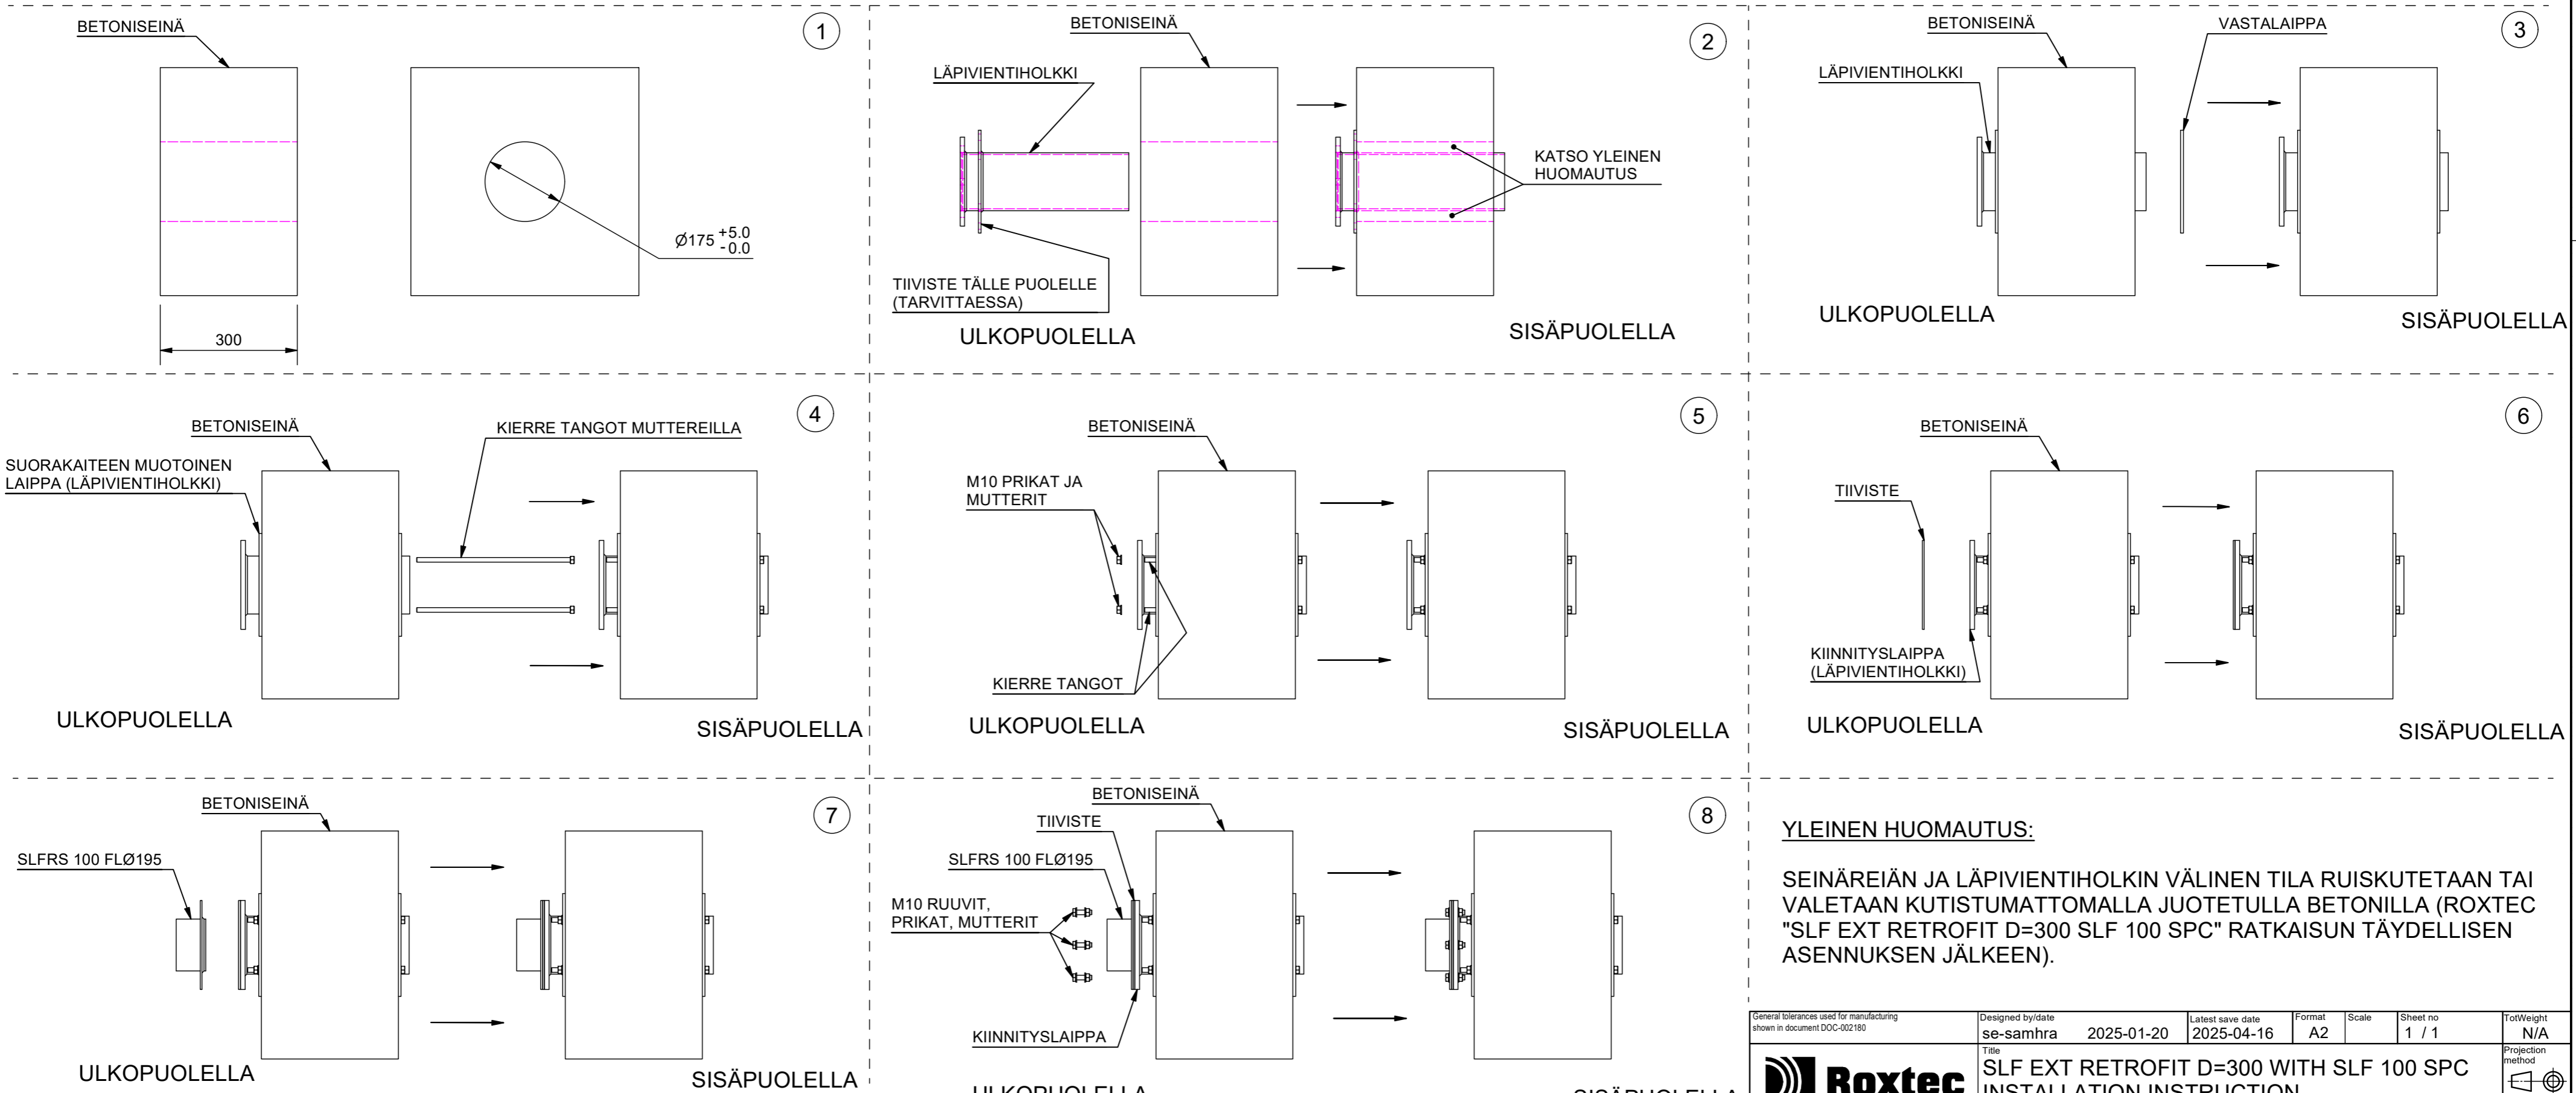 1
BETONISEINÄ
Ø175 +5.0
-0.0
300
2
BETONISEINÄ
LÄPIVIENTIHOLKKI
KATSO YLEINEN
HUOMAUTUS
TIIVISTE TÄLLE PUOLELLE
(TARVITTAESSA)
ULKOPUOLELLA
SISÄPUOLELLA
3
BETONISEINÄ
VASTALAIPPA
LÄPIVIENTIHOLKKI
ULKOPUOLELLA
SISÄPUOLELLA
4
BETONISEINÄ
KIERRE TANGOT MUTTEREILLA
SUORAKAITEEN MUOTOINEN
LAIPPA (LÄPIVIENTIHOLKKI)
ULKOPUOLELLA
SISÄPUOLELLA
5
BETONISEINÄ
M10 PRIKAT JA
MUTTERIT
KIERRE TANGOT
ULKOPUOLELLA
SISÄPUOLELLA
6
BETONISEINÄ
TIIVISTE
KIINNITYSLAIPPA
(LÄPIVIENTIHOLKKI)
ULKOPUOLELLA
SISÄPUOLELLA
7
BETONISEINÄ
SLFRS 100 FLØ195
ULKOPUOLELLA
SISÄPUOLELLA
8
BETONISEINÄ
TIIVISTE
SLFRS 100 FLØ195
M10 RUUVIT,
PRIKAT, MUTTERIT
KIINNITYSLAIPPA
ULKOPUOLELLA
SISÄPUOLELLA
YLEINEN HUOMAUTUS:
SEINÄREIÄN JA LÄPIVIENTIHOLKIN VÄLINEN TILA RUISKUTETAAN TAI
VALETAAN KUTISTUMATTOMALLA JUOTETULLA BETONILLA (ROXTEC
"SLF EXT RETROFIT D=300 SLF 100 SPC" RATKAISUN TÄYDELLISEN
ASENNUKSEN JÄLKEEN).
General tolerances used for manufacturing
shown in document DOC-002180
Designed by/date
se-samhra 2025-01-20
Latest save date
2025-04-16
Format
A2
Scale
Sheet no
1 / 1
TotWeight
N/A
Roxtec
Title
SLF EXT RETROFIT D=300 WITH SLF 100 SPC
INSTALLATION INSTRUCTION
Projection
method